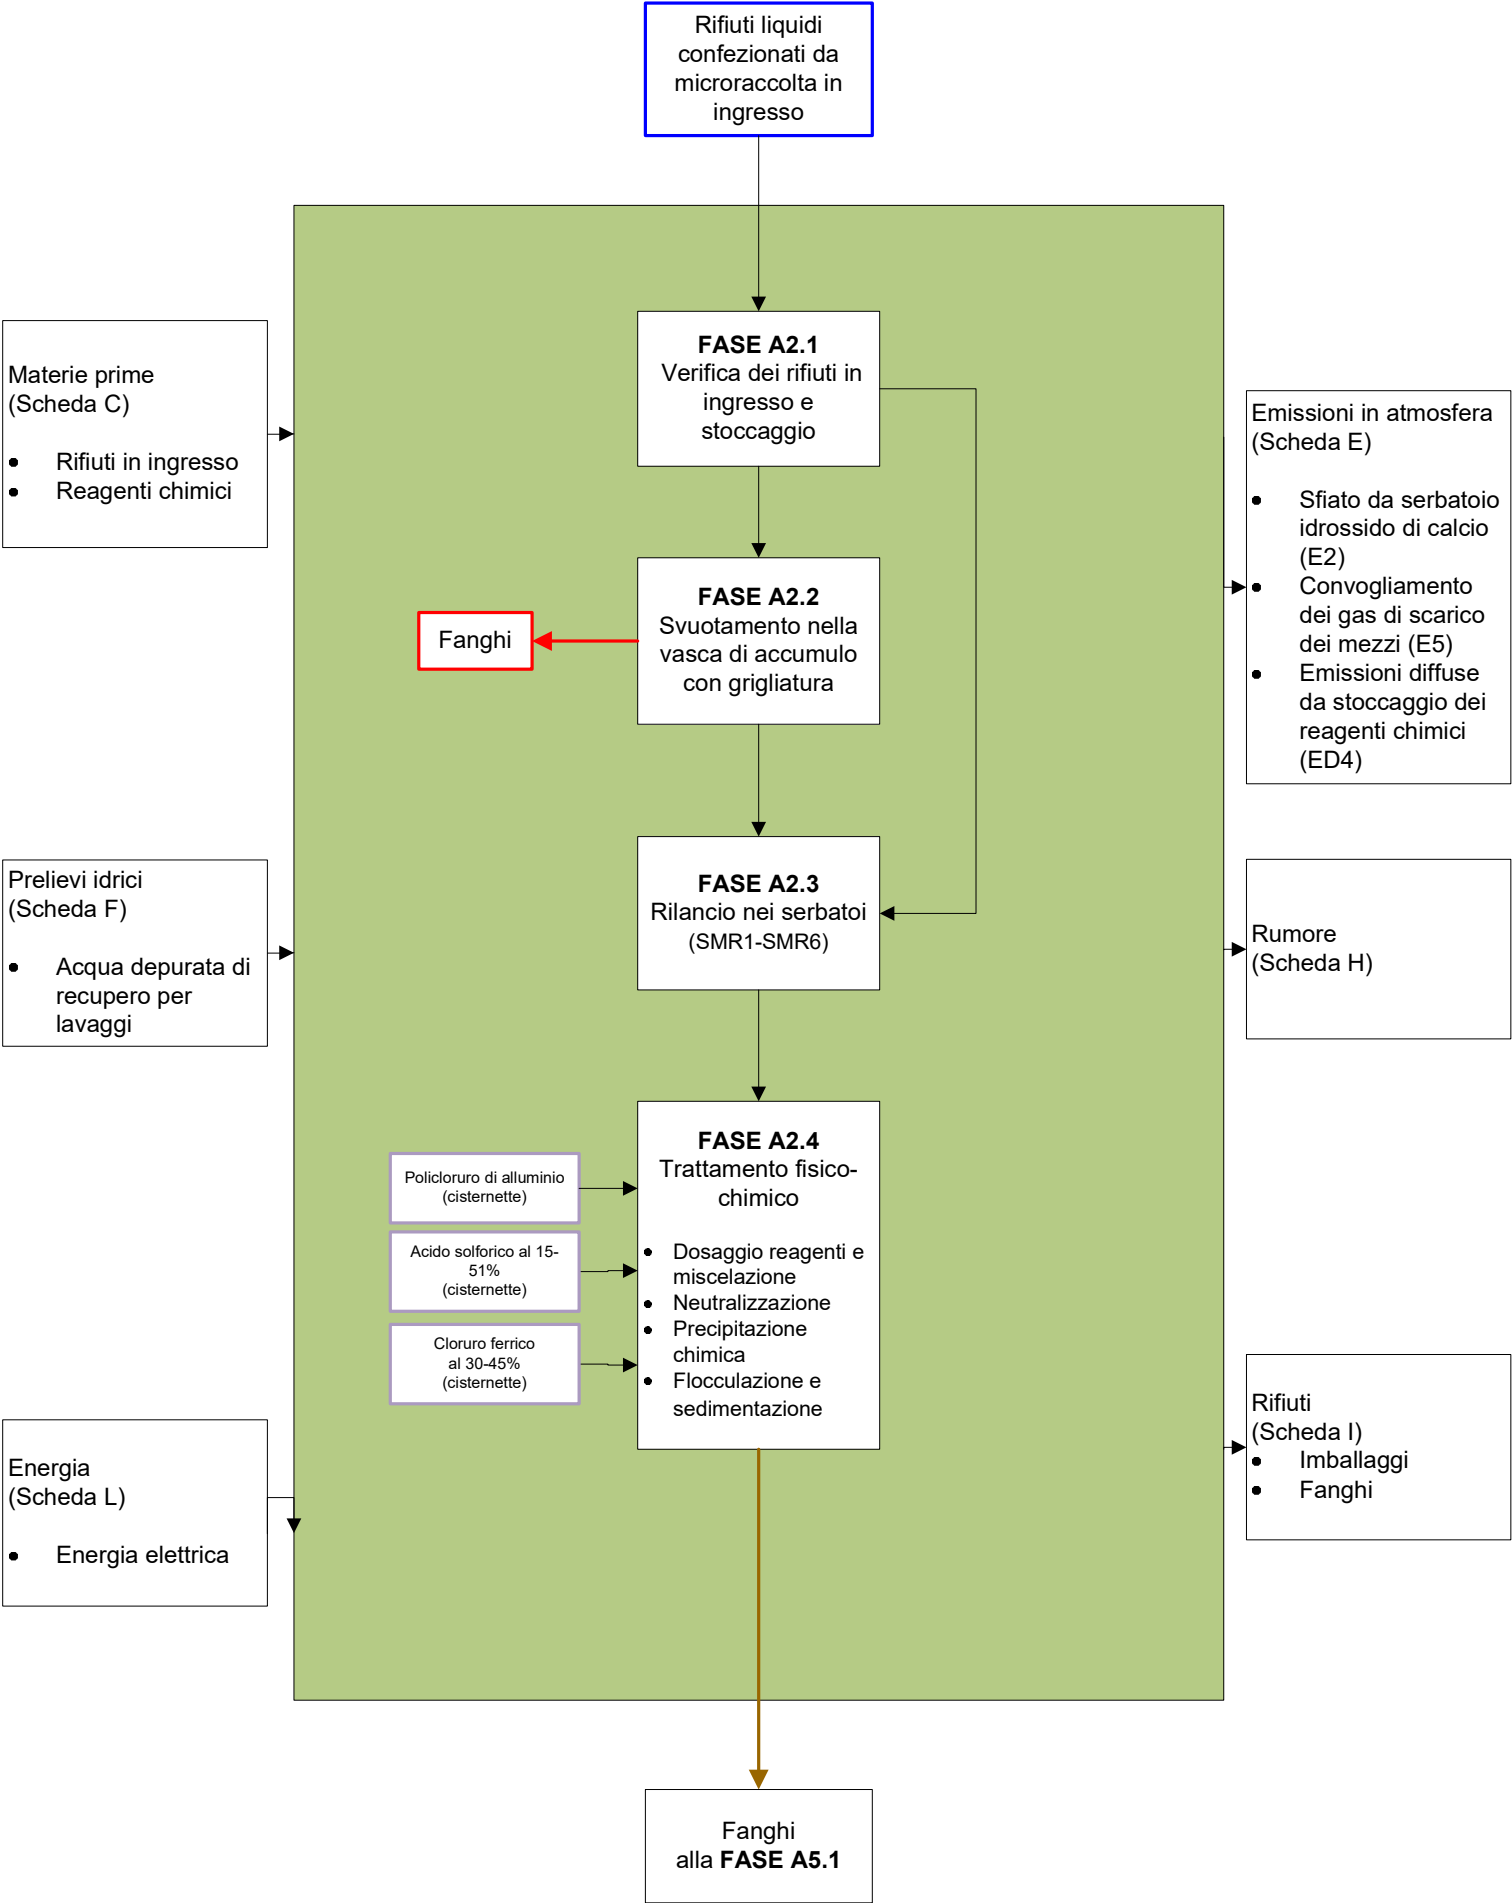 Rifiuti liquidi
confezionati da
microraccolta in
ingresso
FASE A2.1
Verifica dei rifiuti in
ingresso e
stoccaggio
Materie prime
(Scheda C)
• Rifiuti in ingresso
• Reagenti chimici
Emissioni in atmosfera
(Scheda E)
• Sfiato da serbatoio
idrossido di calcio
(E2)
• Convogliamento
dei gas di scarico
dei mezzi (E5)
• Emissioni diffuse
da stoccaggio dei
reagenti chimici
(ED4)
FASE A2.2
Svuotamento nella
vasca di accumulo
con grigliatura
Fanghi
FASE A2.3
Rilancio nei serbatoi
(SMR1-SMR6)
Prelievi idrici
(Scheda F)
• Acqua depurata di
recupero per
lavaggi
Rumore
(Scheda H)
FASE A2.4
Trattamento fisico-
chimico
• Dosaggio reagenti e
miscelazione
• Neutralizzazione
• Precipitazione
chimica
• Flocculazione e
sedimentazione
Policloruro di alluminio
(cisternette)
Acido solforico al 15-
51%
(cisternette)
Cloruro ferrico
al 30-45%
(cisternette)
Energia
(Scheda L)
• Energia elettrica
Rifiuti
(Scheda I)
• Imballaggi
• Fanghi
Fanghi
alla FASE A5.1